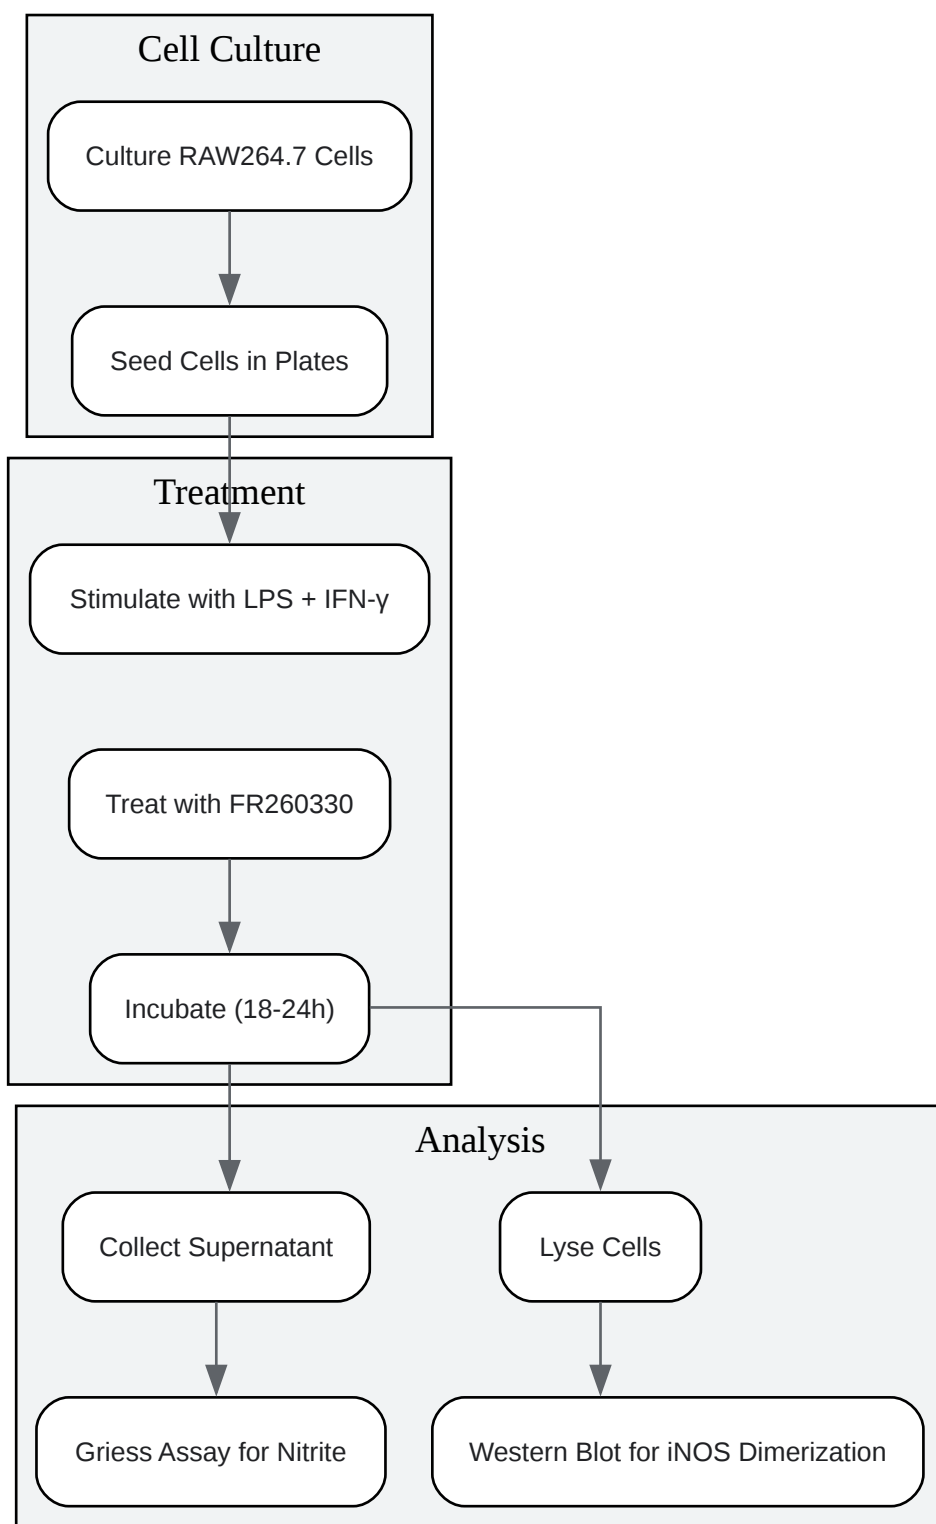 Cell Culture
Culture RAW264.7 Cells
Seed Cells in Plates
Treatment
Stimulate with LPS + IFN-γ
Treat with FR260330
Incubate (18-24h)
Analysis
Collect Supernatant
Lyse Cells
Griess Assay for Nitrite
Western Blot for iNOS Dimerization